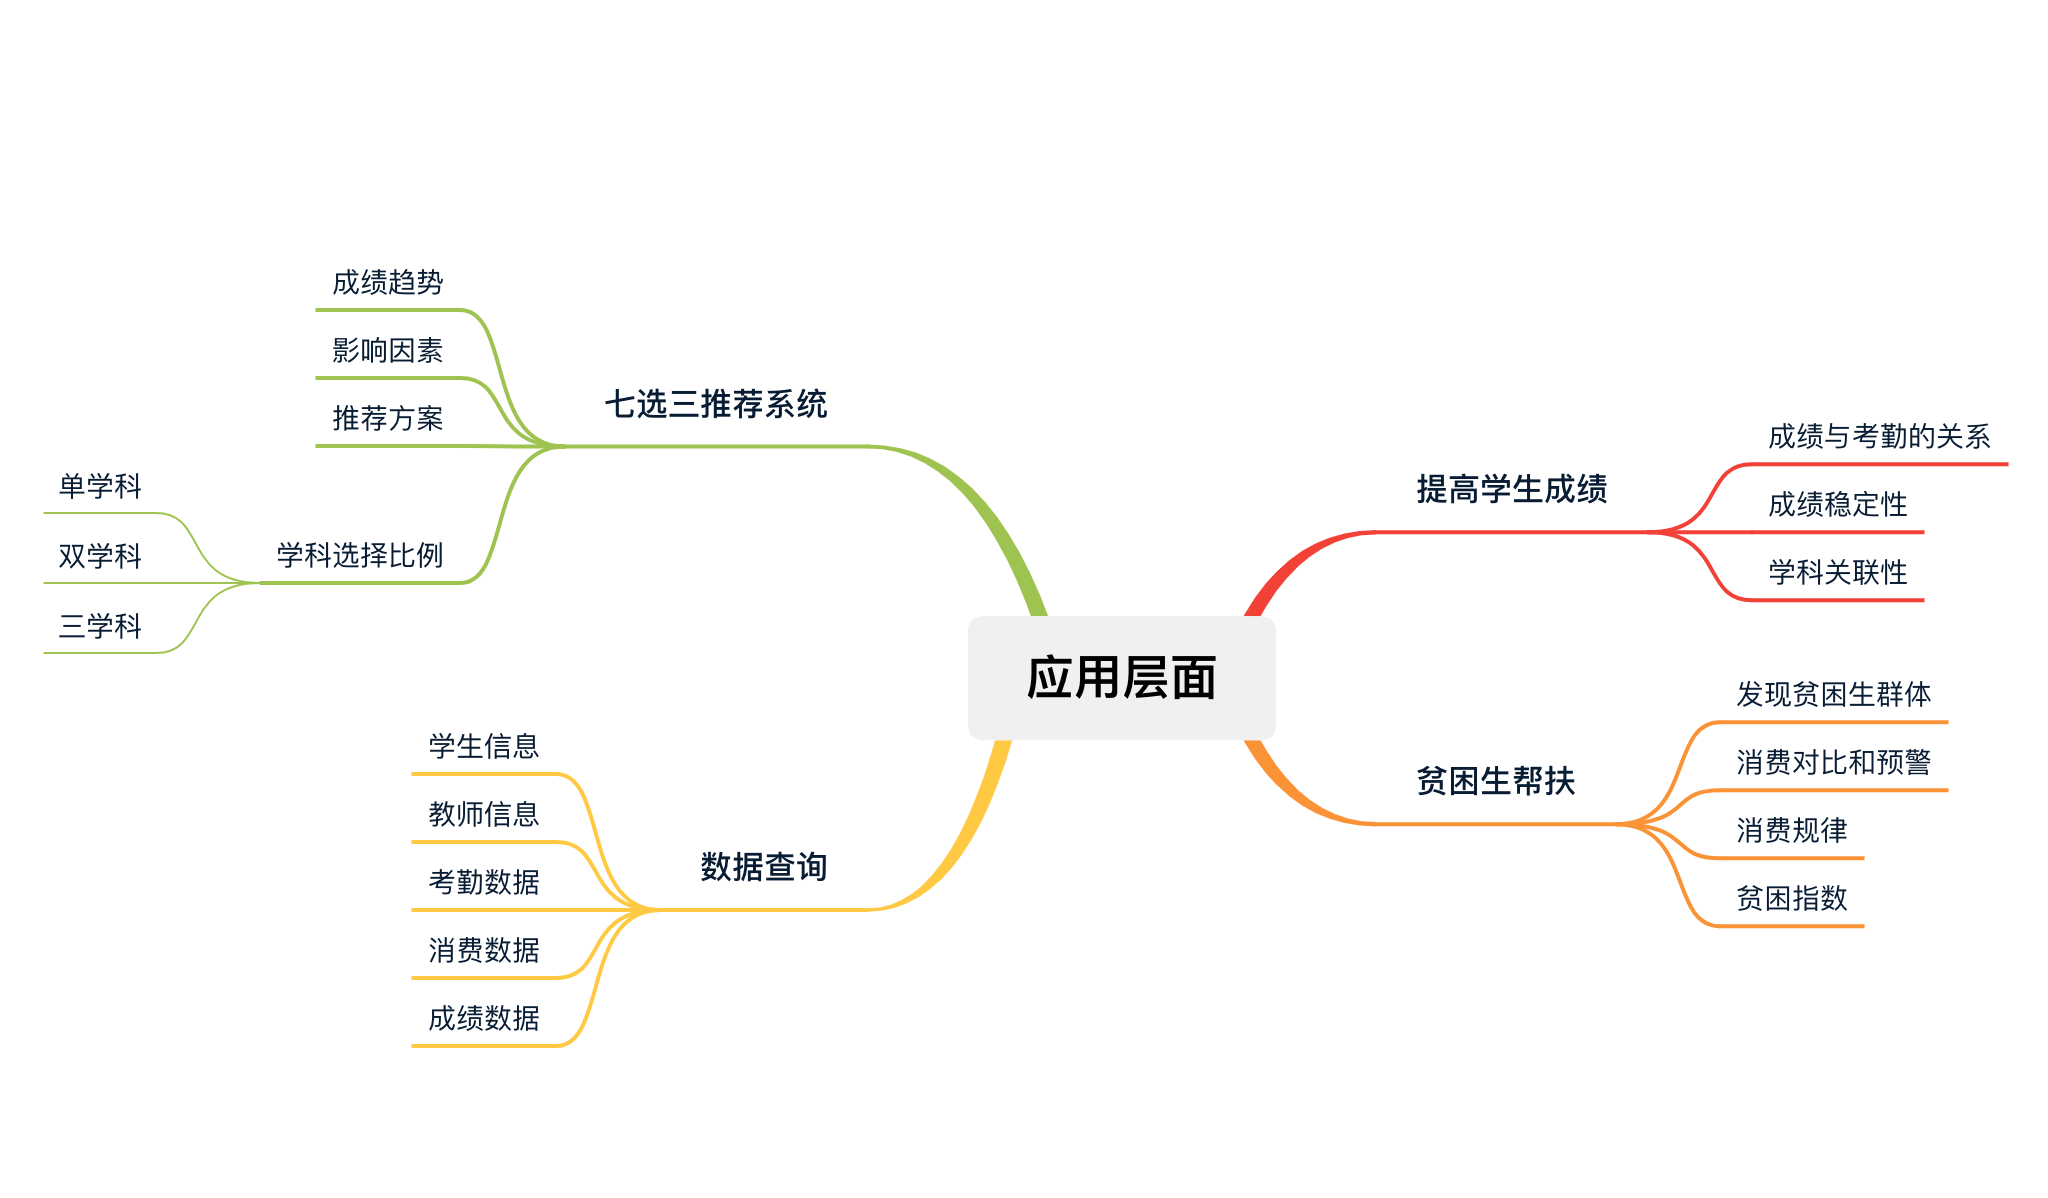 应用层面
七选三推荐系统
成绩趋势
影响因素
推荐方案
学科选择比例
单学科
双学科
三学科
数据查询
学生信息
教师信息
考勤数据
消费数据
成绩数据
提高学生成绩
成绩与考勤的关系
成绩稳定性
学科关联性
贫困生帮扶
发现贫困生群体
消费对比和预警
消费规律
贫困指数